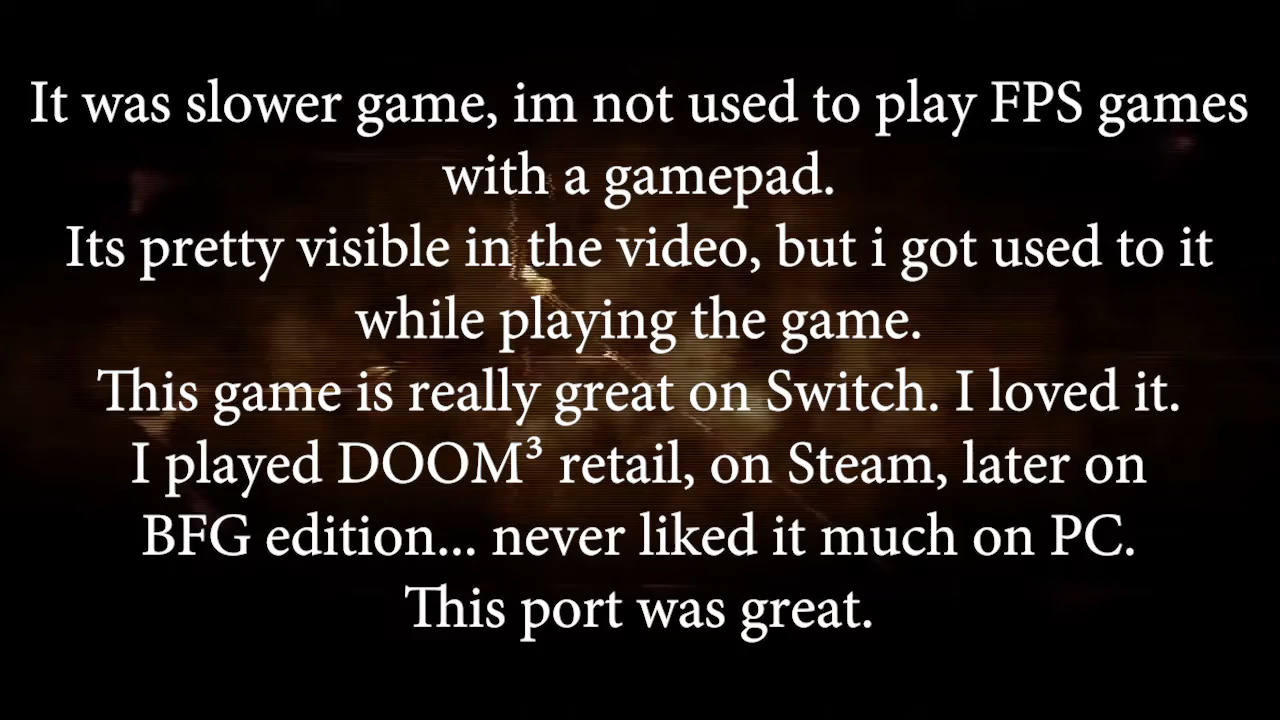 It was slower game, im not used to play FPS games
with a gamepad.
Its pretty visible in the video, but i got used to it
while playing the game.
This game is really great on Switch. I loved it.
I played DOOM³ retail, on Steam, later on
BFG edition... never liked it much on PC.
This port was great.